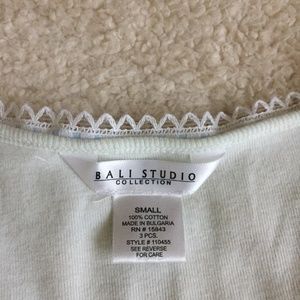 BALI STUDIO
COLLECTION
SMALL
100% COTTON
MADE IN BULGARIA
RN # 15843
3 PCS.
STYLE # 110455
SEE REVERSE
FOR CARE